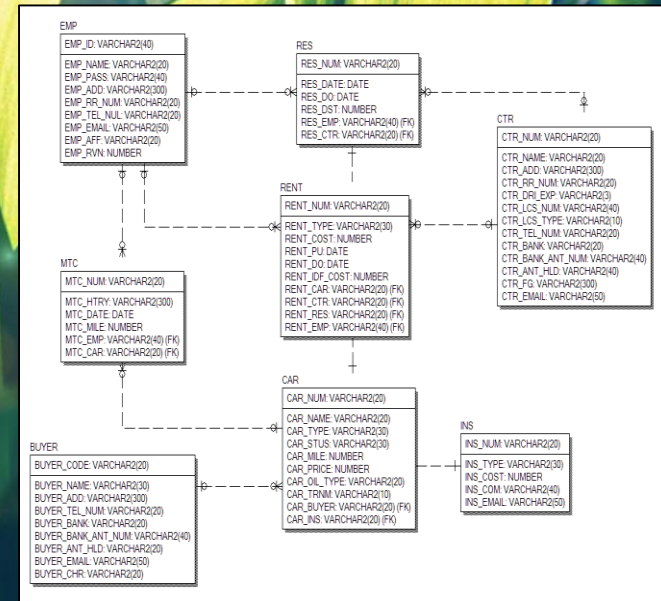 EMP
EMP_ID: VARCHAR2(40)
EMP_NAME: VARCHAR2(20)
EMP_PASS: VARCHAR2(40)
EMP_ADD: VARCHAR2(300)
EMP_RR_NUM: VARCHAR2(20)
EMP_TEL_NUL: VARCHAR2(20)
EMP_EMAIL: VARCHAR2(50)
EMP_AFF: VARCHAR2(20)
EMP_RVN: NUMBER
RES
RES_NUM: VARCHAR2(20)
RES_DATE: DATE
RES_DO: DATE
RES_DST: NUMBER
RES_EMP: VARCHAR2(40) (FK)
RES_CTR: VARCHAR2(20) (FK)
CTR
CTR_NUM: VARCHAR2(20)
CTR_NAME: VARCHAR2(20)
CTR_ADD: VARCHAR2(300)
CTR_RR_NUM: VARCHAR2(20)
CTR_DRI_EXP: VARCHAR2(3)
CTR_LCS_NUM: VARCHAR2(40)
CTR_LCS_TYPE: VARCHAR2(10)
CTR_TEL_NUM: VARCHAR2(20)
CTR_BANK: VARCHAR2(20)
CTR_BANK_ANT_NUM: VARCHAR2(40)
CTR_ANT_HLD: VARCHAR2(40)
CTR_FG: VARCHAR2(300)
CTR_EMAIL: VARCHAR2(50)
RENT
RENT_NUM: VARCHAR2(20)
RENT_TYPE: VARCHAR2(30)
RENT_COST: NUMBER
RENT_PU: DATE
RENT_DO: DATE
RENT_IDF_COST: NUMBER
RENT_CAR: VARCHAR2(20) (FK)
RENT_CTR: VARCHAR2(20) (FK)
RENT_RES: VARCHAR2(20) (FK)
RENT_EMP: VARCHAR2(40) (FK)
MTC
MTC_NUM: VARCHAR2(20)
MTC_HTRY: VARCHAR2(300)
MTC_DATE: DATE
MTC_MILE: NUMBER
MTC_EMP: VARCHAR2(40) (FK)
MTC_CAR: VARCHAR2(20) (FK)
CAR
CAR_NUM: VARCHAR2(20)
CAR_NAME: VARCHAR2(20)
CAR_TYPE: VARCHAR2(30)
CAR_STUS: VARCHAR2(30)
CAR_MILE: NUMBER
CAR_PRICE: NUMBER
CAR_OIL_TYPE: VARCHAR2(20)
CAR_TRNM: VARCHAR2(10)
CAR_BUYER: VARCHAR2(20) (FK)
CAR_INS: VARCHAR2(20) (FK)
INS
INS_NUM: VARCHAR2(20)
INS_TYPE: VARCHAR2(30)
INS_COST: NUMBER
INS_COM: VARCHAR2(40)
INS_EMAIL: VARCHAR2(50)
BUYER
BUYER_CODE: VARCHAR2(20)
BUYER_NAME: VARCHAR2(30)
BUYER_ADD: VARCHAR2(300)
BUYER_TEL_NUM: VARCHAR2(20)
BUYER_BANK: VARCHAR2(20)
BUYER_BANK_ANT_NUM: VARCHAR2(40)
BUYER_ANT_HLD: VARCHAR2(20)
BUYER_EMAIL: VARCHAR2(50)
BUYER_CHR: VARCHAR2(20)